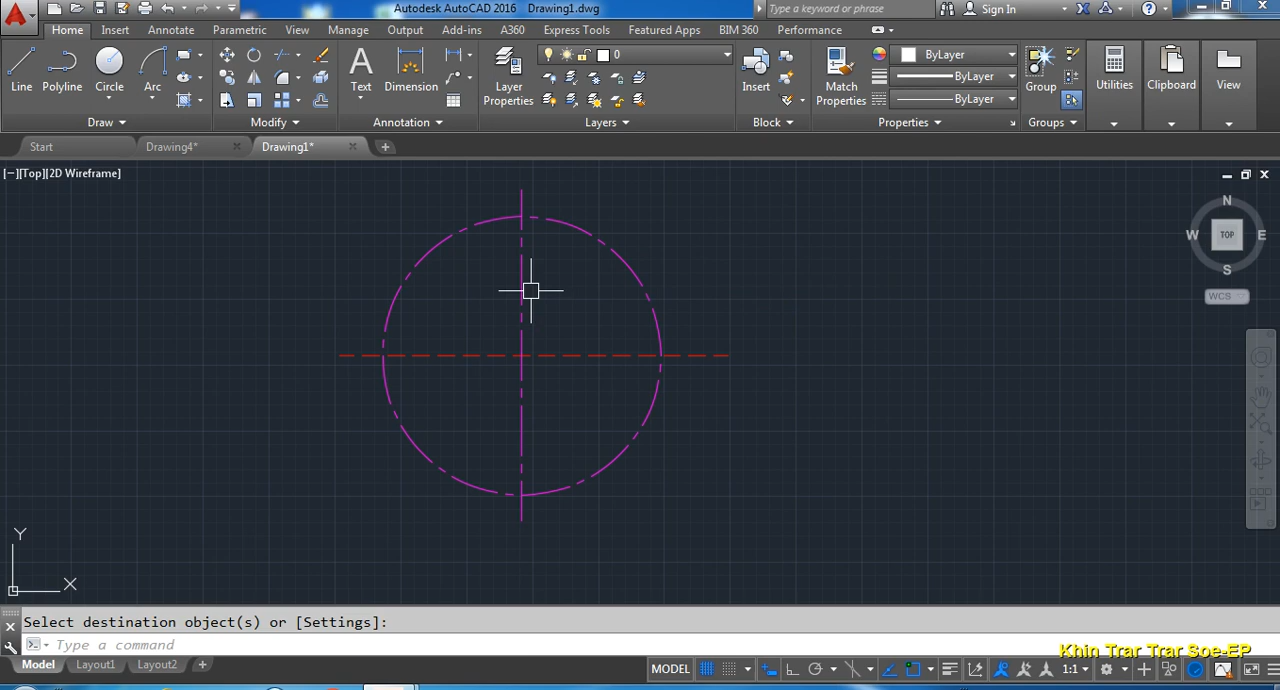 Autodesk AutoCAD 2016 Drawing1.dwg
Type a keyword or phrase
Sign In
Home Insert Annotate Parametric View Manage Output Add-ins A360 Express Tools Featured Apps BIM 360 Performance
0
ByLayer
ByLayer
ByLayer
Line Polyline Circle Arc
Text Dimension
Layer
Properties
Insert
Match
Properties
Group
Utilities Clipboard View
Draw Modify Annotation Layers Block Properties Groups
Start Drawing4* Drawing1*
[−][Top][2D Wireframe]
N
W TOP E
S
WCS
Y
X
Select destination object(s) or [Settings]:
Type a command
Khin Trar Trar Soe-EP
Model Layout1 Layout2
MODEL
1:1